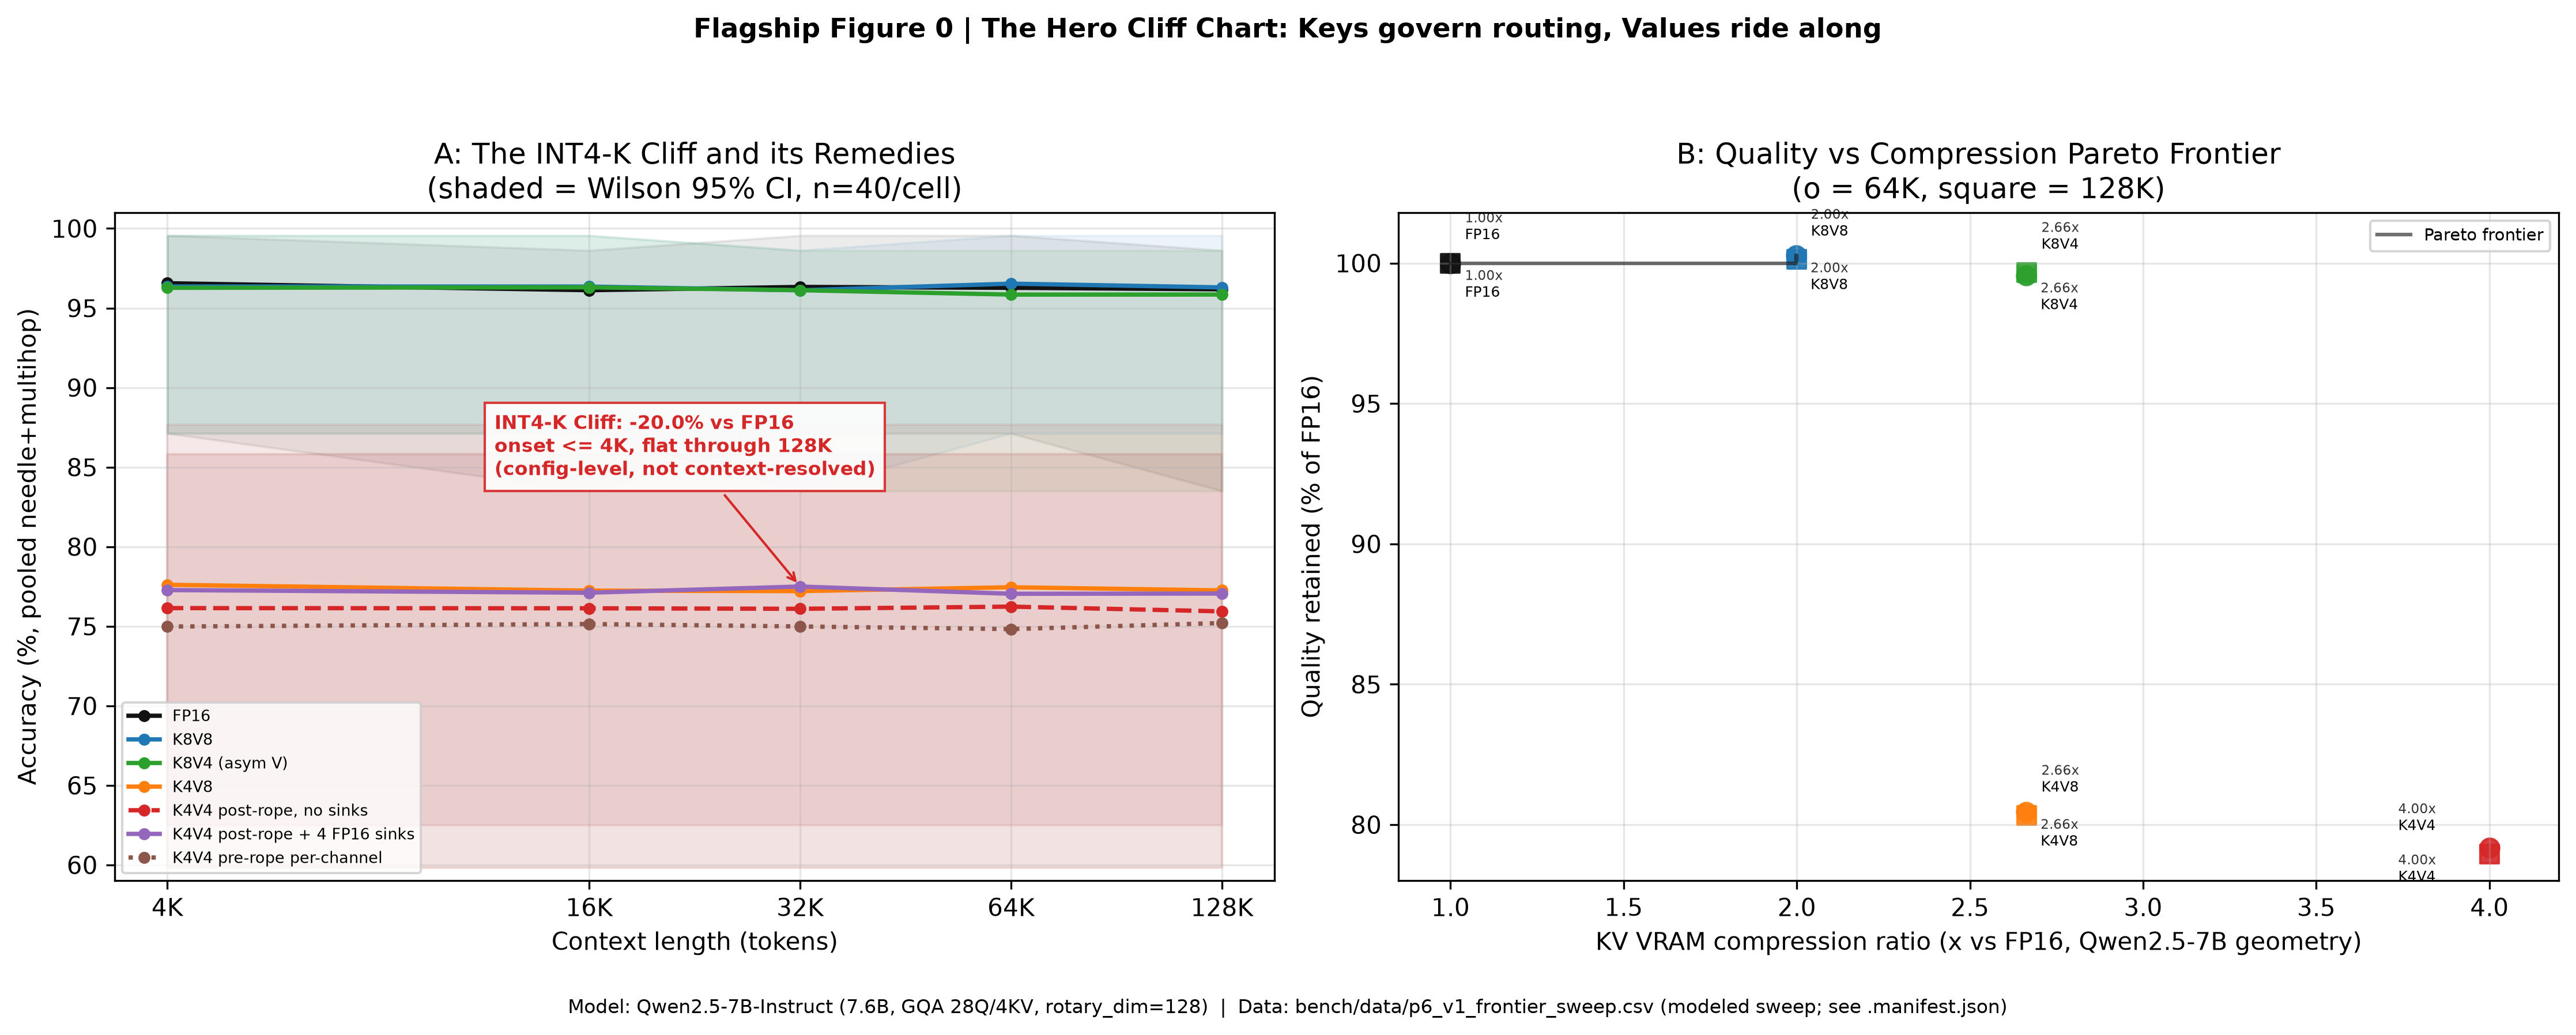 Flagship Figure 0 | The Hero Cliff Chart: Keys govern routing, Values ride along
A: The INT4-K Cliff and its Remedies
(shaded = Wilson 95% CI, n=40/cell)
100
95
90
85
80
75
70
65
60
Accuracy (%, pooled needle+multihop)
INT4-K Cliff: -20.0% vs FP16
onset <= 4K, flat through 128K
(config-level, not context-resolved)
FP16
K8V8
K8V4 (asym V)
K4V8
K4V4 post-rope, no sinks
K4V4 post-rope + 4 FP16 sinks
K4V4 pre-rope per-channel
4K
16K
32K
64K
128K
Context length (tokens)
B: Quality vs Compression Pareto Frontier
(o = 64K, square = 128K)
Pareto frontier
100
95
90
85
80
Quality retained (% of FP16)
1.00x
FP16
1.00x
FP16
2.00x
K8V8
2.00x
K8V8
2.66x
K8V4
2.66x
K8V4
2.66x
K4V8
2.66x
K4V8
4.00x
K4V4
4.00x
K4V4
1.0
1.5
2.0
2.5
3.0
3.5
4.0
KV VRAM compression ratio (x vs FP16, Qwen2.5-7B geometry)
Model: Qwen2.5-7B-Instruct (7.6B, GQA 28Q/4KV, rotary_dim=128) | Data: bench/data/p6_v1_frontier_sweep.csv (modeled sweep; see .manifest.json)